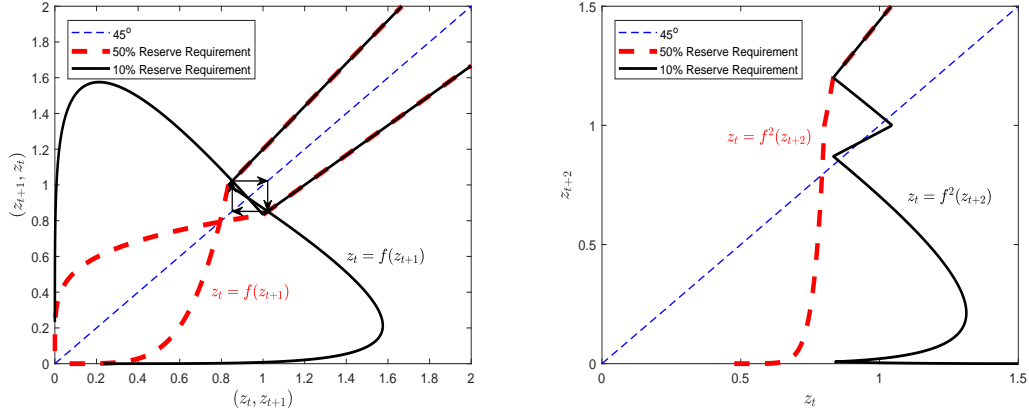 2
1.8
1.6
1.4
1.2
1
0.8
0.6
0.4
0.2
0
(z_{t+1}, z_t)
45°
50% Reserve Requirement
10% Reserve Requirement
z_t = f(z_{t+1})
z_t = f(z_{t+1})
0 0.2 0.4 0.6 0.8 1 1.2 1.4 1.6 1.8 2
(z_t, z_{t+1})
1.5
1
0.5
0
z_{t+2}
45°
50% Reserve Requirement
10% Reserve Requirement
z_t = f²(z_{t+2})
z_t = f²(z_{t+2})
0 0.5 1 1.5
z_t